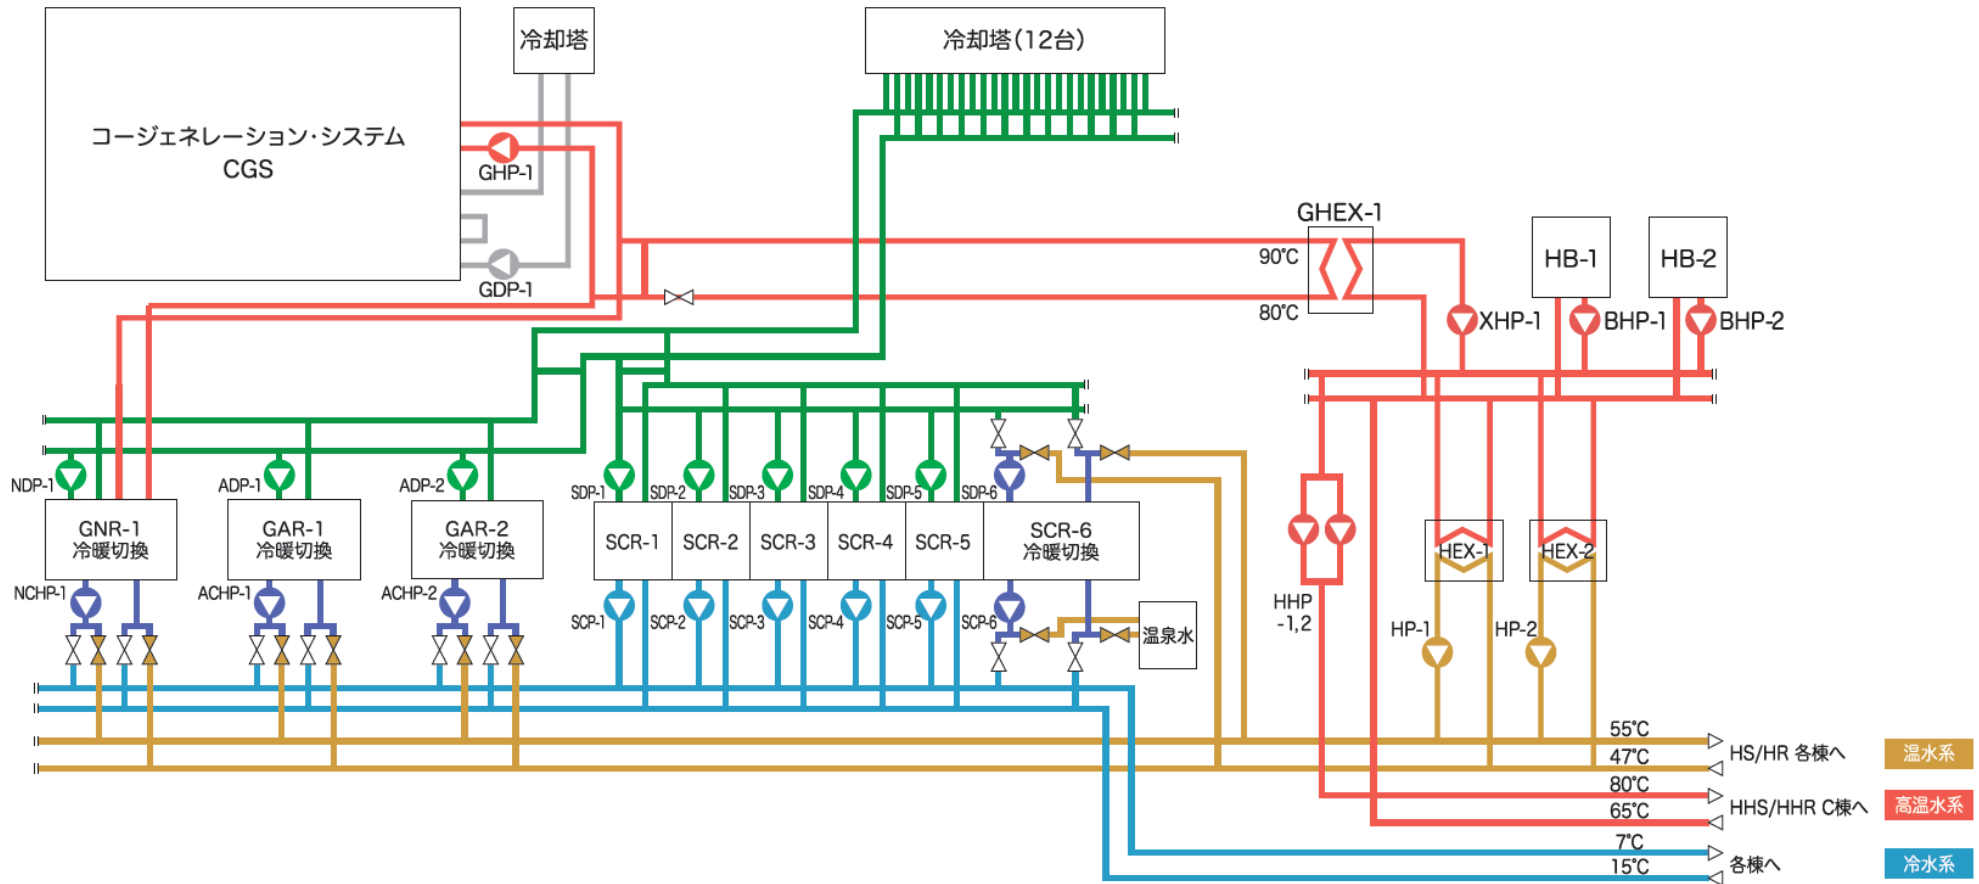 コージェネレーション・システム
CGS
冷却塔
冷却塔(12台)
GHP-1
GDP-1
GHEX-1
90℃
80℃
HB-1
HB-2
XHP-1
BHP-1
BHP-2
NDP-1
ADP-1
ADP-2
SDP-1
SDP-2
SDP-3
SDP-4
SDP-5
SDP-6
GNR-1
冷暖切換
GAR-1
冷暖切換
GAR-2
冷暖切換
SCR-1
SCR-2
SCR-3
SCR-4
SCR-5
SCR-6
冷暖切換
HEX-1
HEX-2
NCHP-1
ACHP-1
ACHP-2
SCP-1
SCP-2
SCP-3
SCP-4
SCP-5
SCP-6
温泉水
HHP
-1,2
HP-1
HP-2
55℃
47℃
HS/HR 各棟へ
温水系
80℃
65℃
HHS/HHR C棟へ
高温水系
7℃
15℃
各棟へ
冷水系